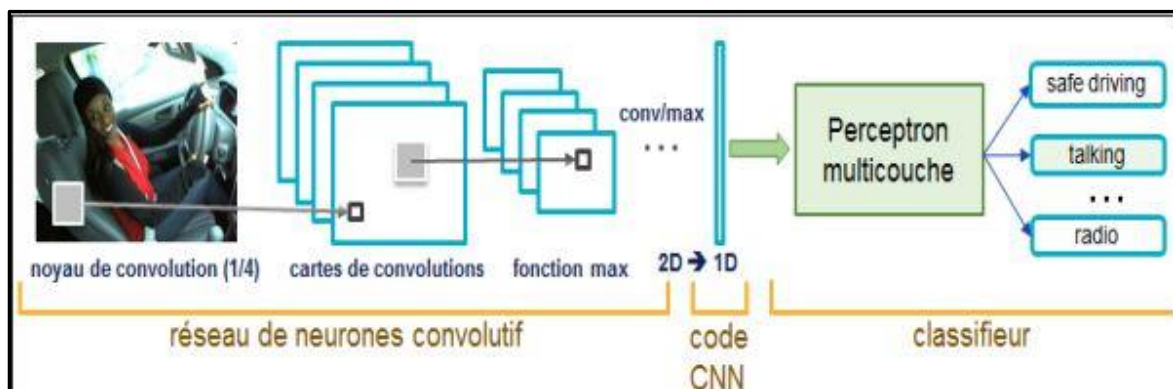 conv/max
...
Perceptron
multicouche
safe driving
talking
...
radio
noyau de convolution (1/4)
cartes de convolutions
fonction max
2D → 1D
réseau de neurones convolutif
code
CNN
classifieur